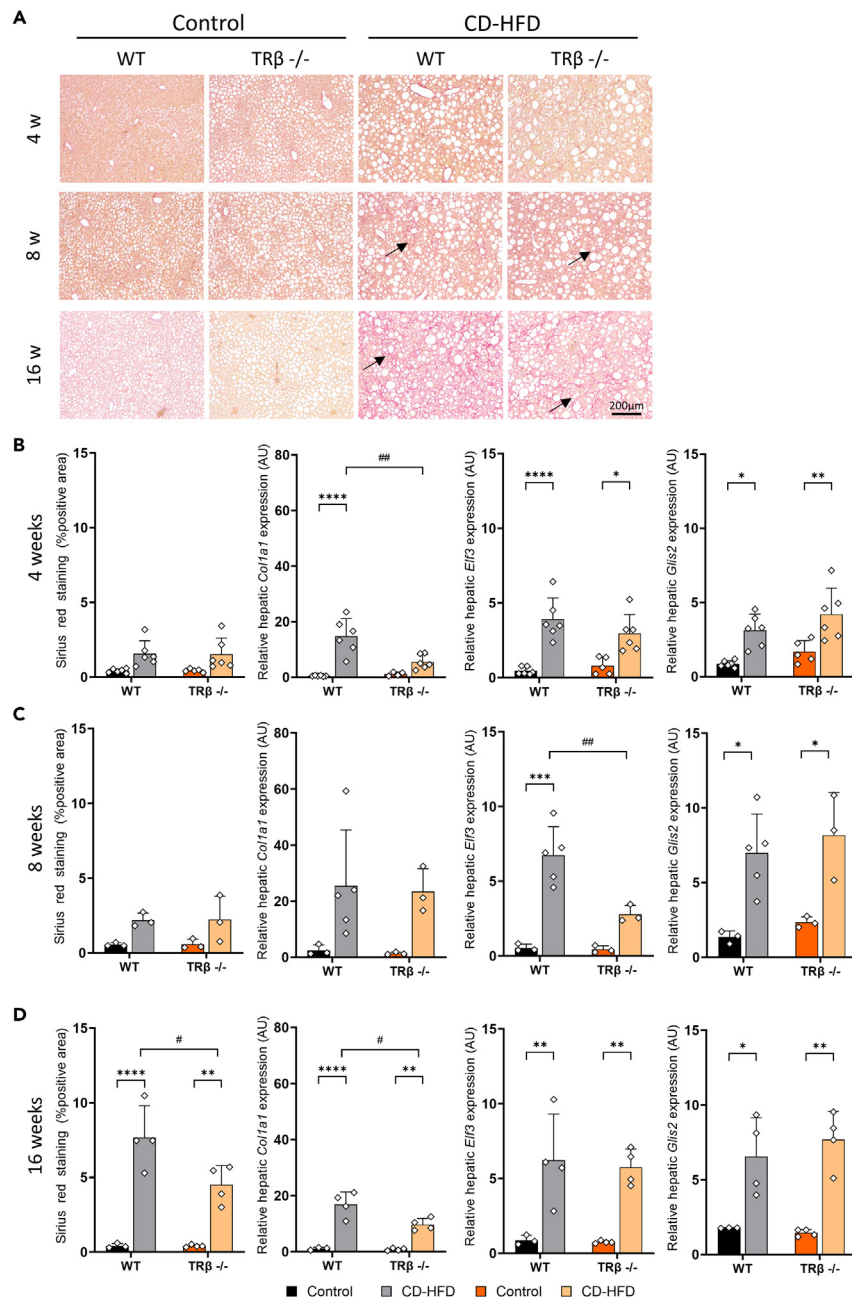 A
Control CD-HFD
WT TRβ -/- WT TRβ -/-
4 w
8 w
16 w
200µm
B
4 weeks
Sirius red staining (%positive area)
15
10
5
0
WT TRβ -/-
Relative hepatic Col1a1 expression (AU)
80
60
40
20
0
**** ##
WT TRβ -/-
Relative hepatic Elf3 expression (AU)
15
10
5
0
**** *
WT TRβ -/-
Relative hepatic Glis2 expression (AU)
15
10
5
0
* **
WT TRβ -/-
C
8 weeks
Sirius red staining (%positive area)
15
10
5
0
WT TRβ -/-
Relative hepatic Col1a1 expression (AU)
80
60
40
20
0
WT TRβ -/-
Relative hepatic Elf3 expression (AU)
15
10
5
0
*** ##
WT TRβ -/-
Relative hepatic Glis2 expression (AU)
15
10
5
0
* *
WT TRβ -/-
D
16 weeks
Sirius red staining (%positive area)
15
10
5
0
#
**** **
WT TRβ -/-
Relative hepatic Col1a1 expression (AU)
80
60
40
20
0
#
**** **
WT TRβ -/-
Relative hepatic Elf3 expression (AU)
15
10
5
0
** **
WT TRβ -/-
Relative hepatic Glis2 expression (AU)
15
10
5
0
* **
WT TRβ -/-
Control CD-HFD Control CD-HFD